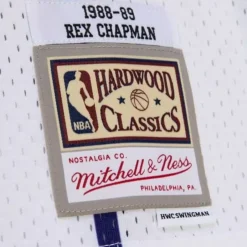 1988-89
REX CHAPMAN
NBA
HARDWOOD
CLASSICS
NOSTALGIA CO.
Mitchell & Ness
PHILADELPHIA, PA.
HWC SWINGMAN